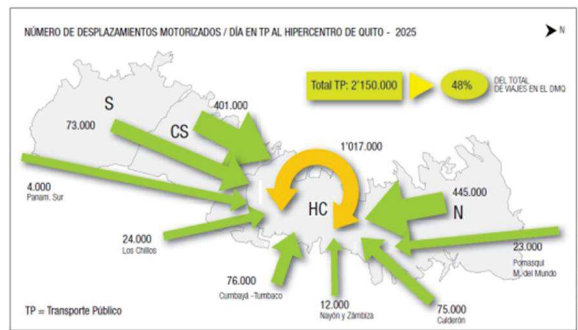 NÚMERO DE DESPLAZAMIENTOS MOTORIZADOS / DÍA EN TP AL HIPERCENTRO DE QUITO - 2025
N
Total TP: 2'150.000
48%
DEL TOTAL
DE VIAJES EN EL DMQ
S
73.000
CS
401.000
1'017.000
4.000
Panam. Sur
HC
445.000
N
24.000
Los Chillos
23.000
Pomasqui
M. del Mundo
76.000
Cumbayá -Tumbaco
12.000
Nayón y Zámbiza
75.000
Calderón
TP = Transporte Público